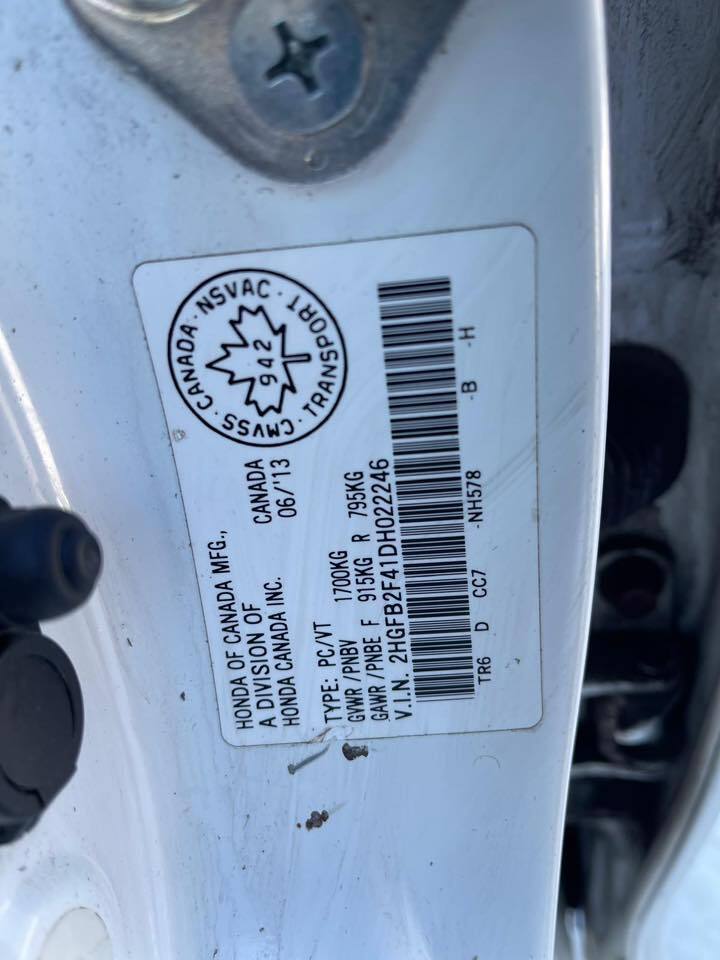 CMVSS · CANADA · NSVAC · TRANSPORT ·
942
HONDA OF CANADA MFG.,
A DIVISION OF
HONDA CANADA INC.
CANADA
06/'13
TYPE: PC/VT
GVWR /PNBV 1700KG
GAWR /PNBE F 915KG R 795KG
V.I.N. 2HGFB2F41DH022246
TR6 D CC7 -NH578 -B -H